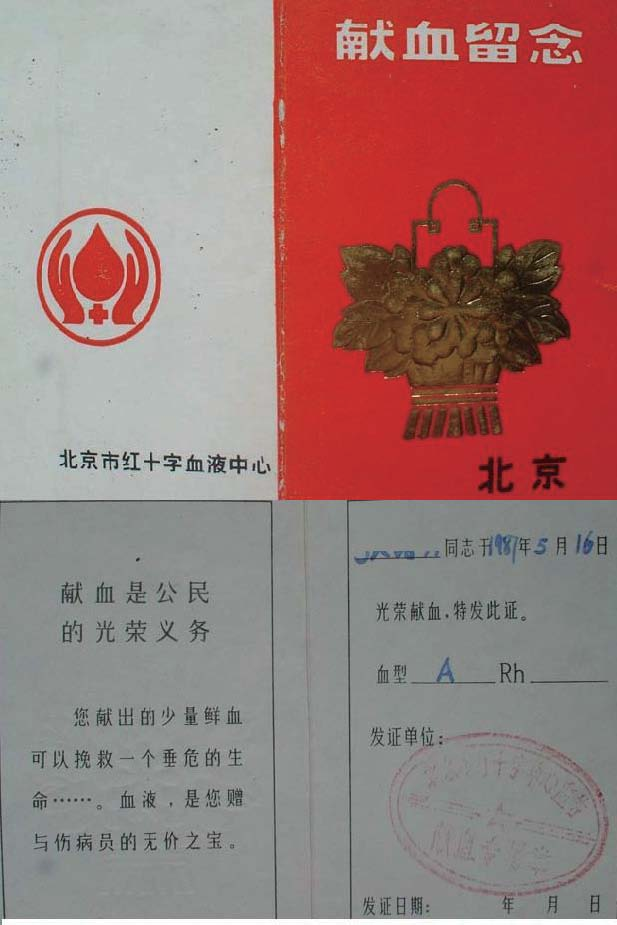 献血留念
北京市红十字血液中心
北京
献血是公民
的光荣义务
您献出的少量鲜血
可以挽救一个垂危的生
命……。血液，是您赠
与伤病员的无价之宝。
同志于1987年5月16日
光荣献血，特发此证。
血型 A Rh
发证单位：
发证日期： 年 月 日